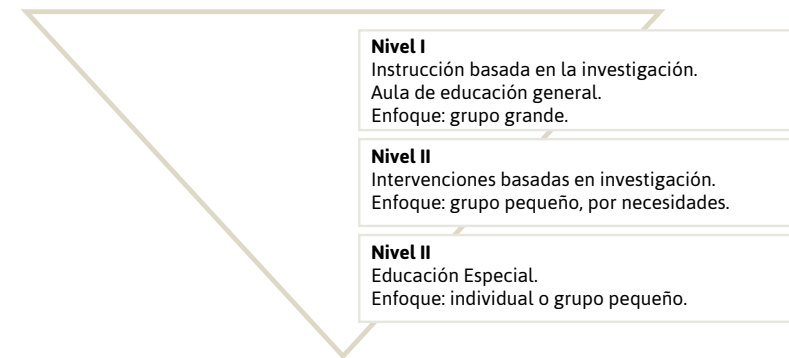 Nivel I
Instrucción basada en la investigación.
Aula de educación general.
Enfoque: grupo grande.
Nivel II
Intervenciones basadas en investigación.
Enfoque: grupo pequeño, por necesidades.
Nivel II
Educación Especial.
Enfoque: individual o grupo pequeño.